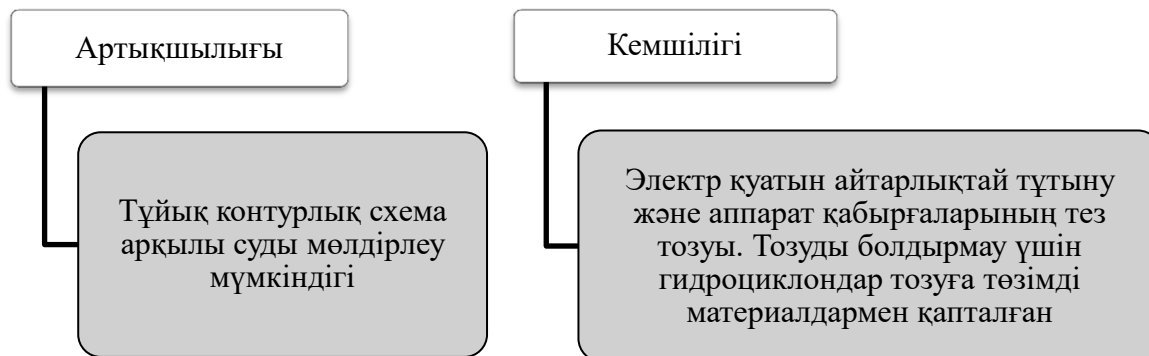 Артықшылығы
Тұйық контурлық схема
арқылы суды мөлдірлеу
мүмкіндігі
Кемшілігі
Электр қуатын айтарлықтай тұтыну
және аппарат қабырғаларының тез
тозуы. Тозуды болдырмау үшін
гидроциклондар тозуға төзімді
материалдармен қапталған